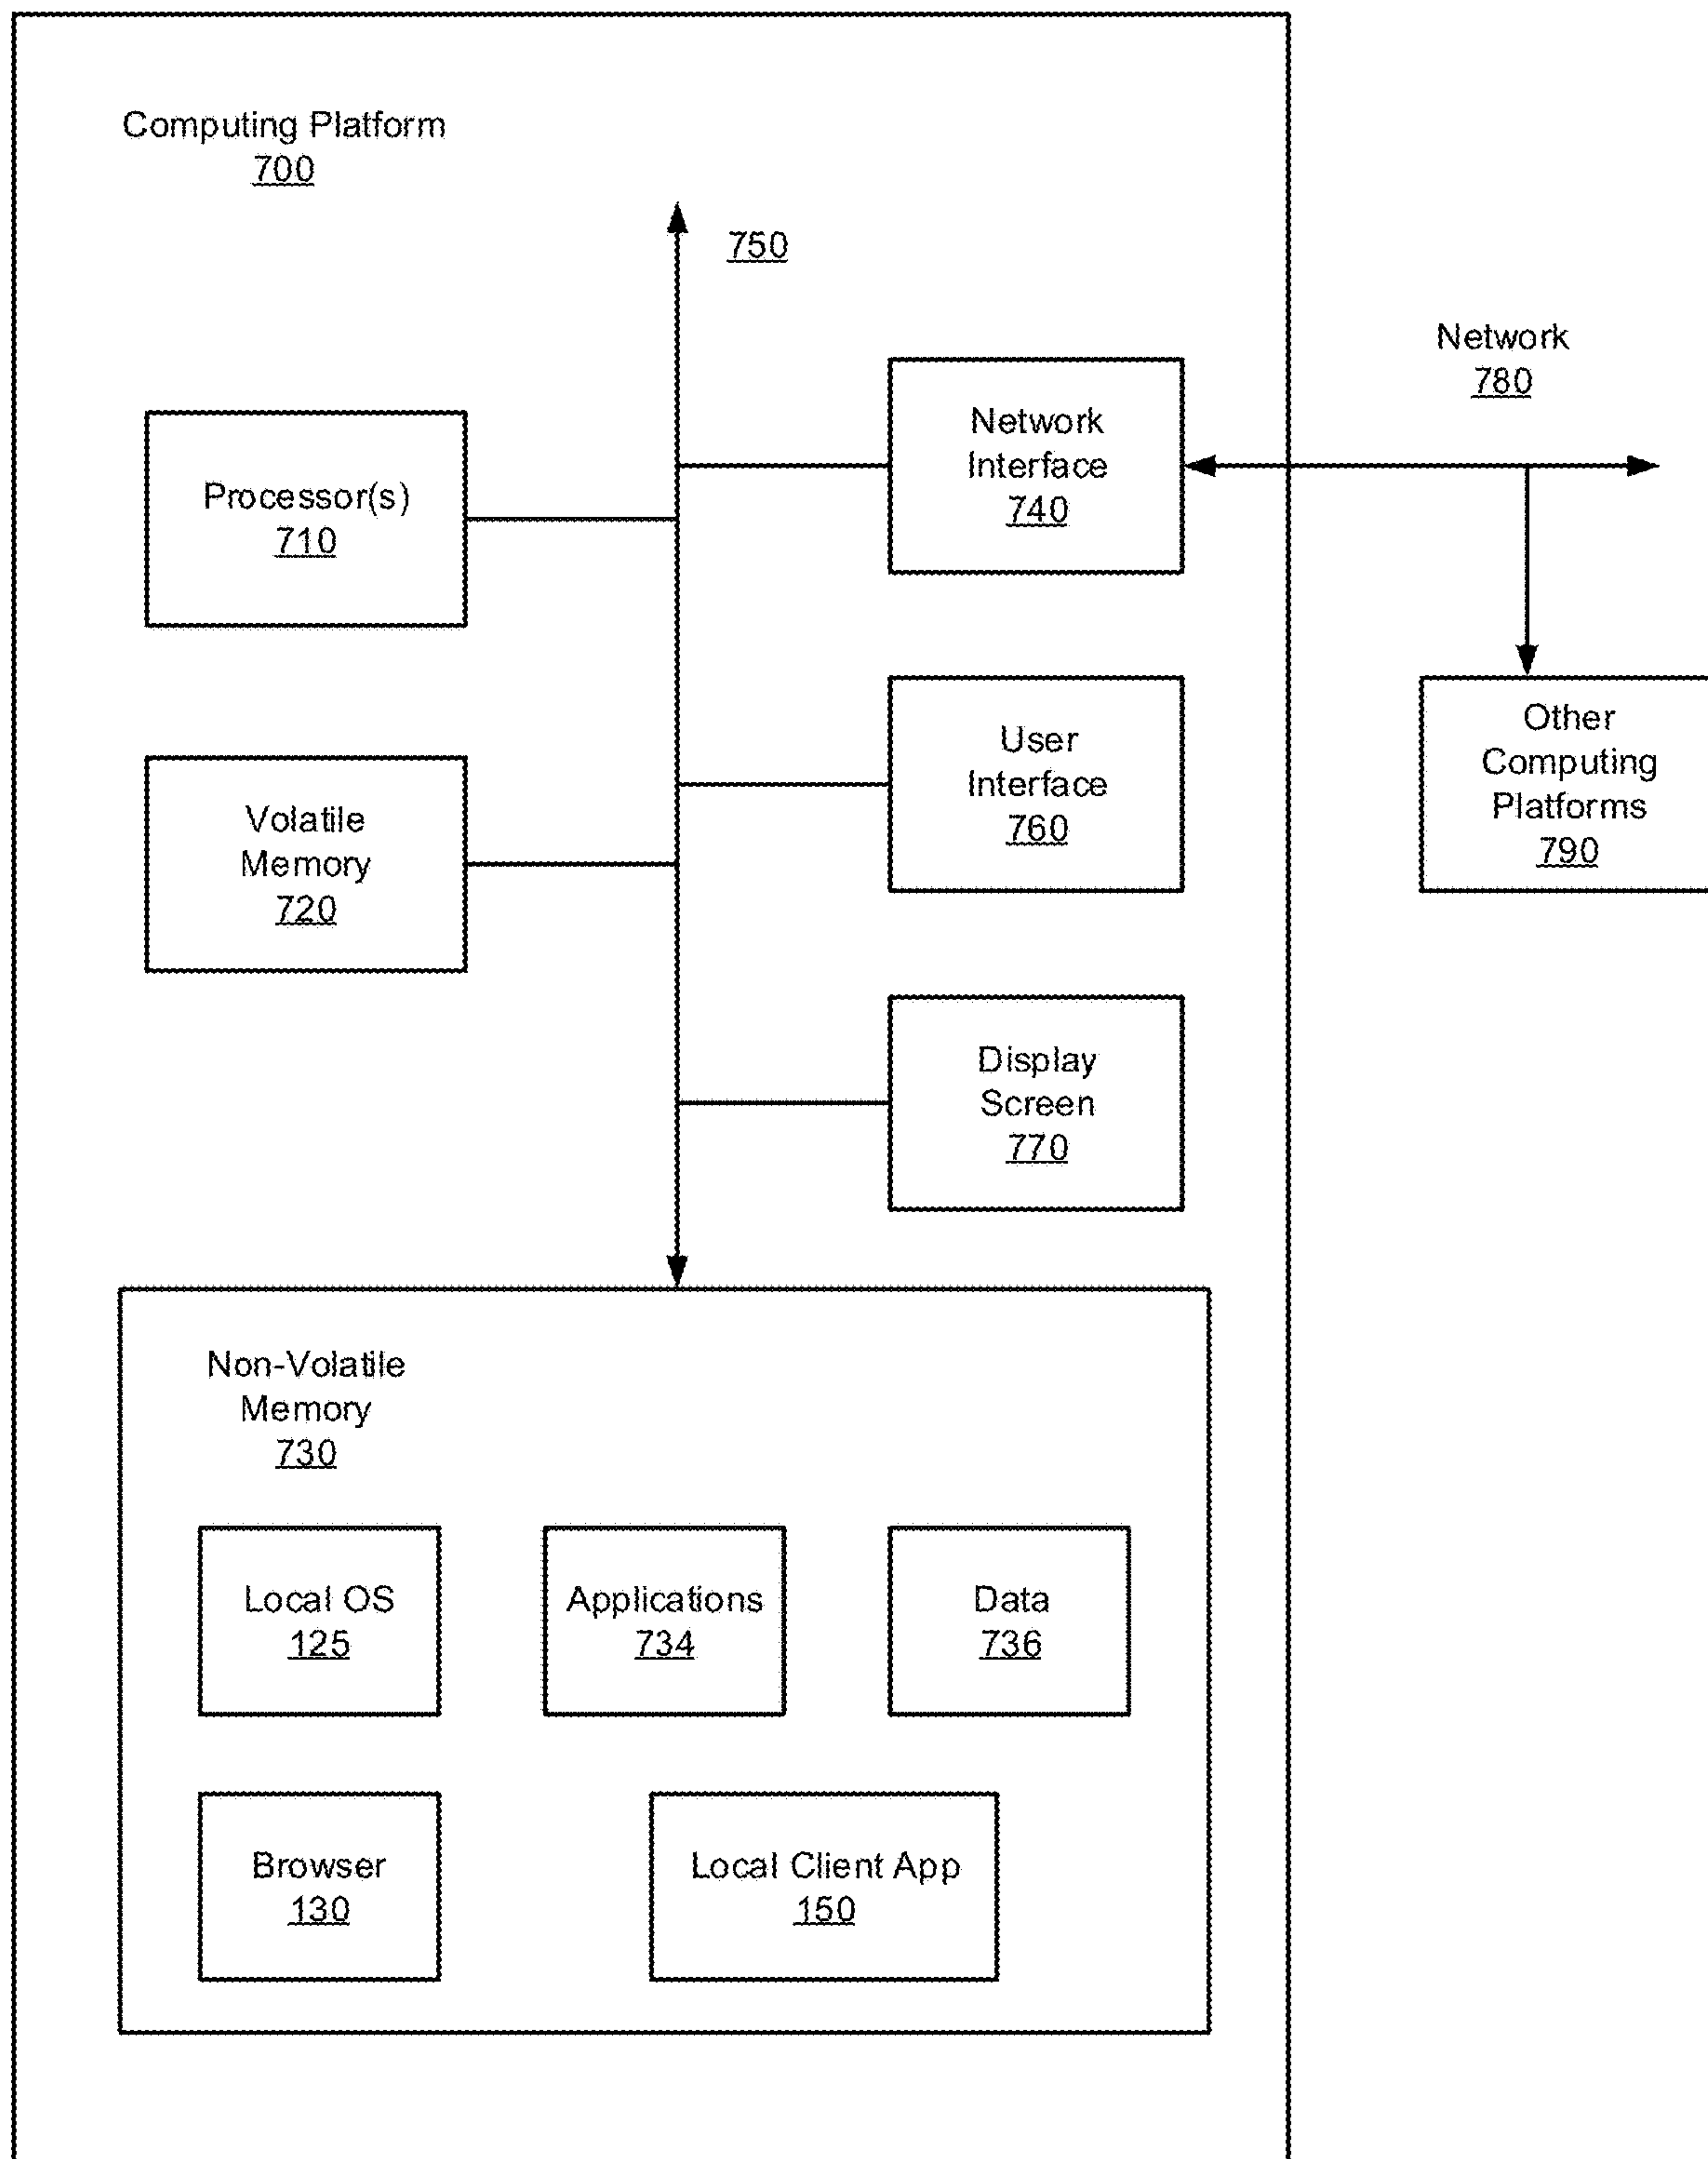 Computing Platform
700
750
Network
780
Network
Interface
740
Processor(s)
710
User
Interface
760
Other
Computing
Platforms
790
Volatile
Memory
720
Display
Screen
770
Non-Volatile
Memory
730
Local OS
125
Applications
734
Data
736
Browser
130
Local Client App
150